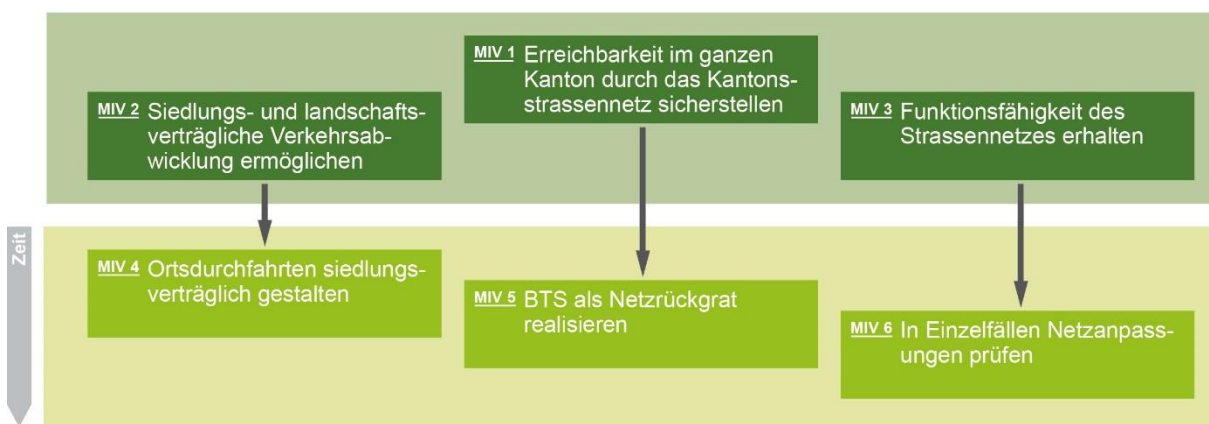 MIV 1 Erreichbarkeit im ganzen
Kanton durch das Kantons-
strassennetz sicherstellen
MIV 2 Siedlungs- und landschafts-
verträgliche Verkehrsab-
wicklung ermöglichen
MIV 3 Funktionsfähigkeit des
Strassennetzes erhalten
Zeit
MIV 4 Ortsdurchfahrten siedlungs-
verträglich gestalten
MIV 5 BTS als Netzrückgrat
realisieren
MIV 6 In Einzelfällen Netzanpass-
ungen prüfen